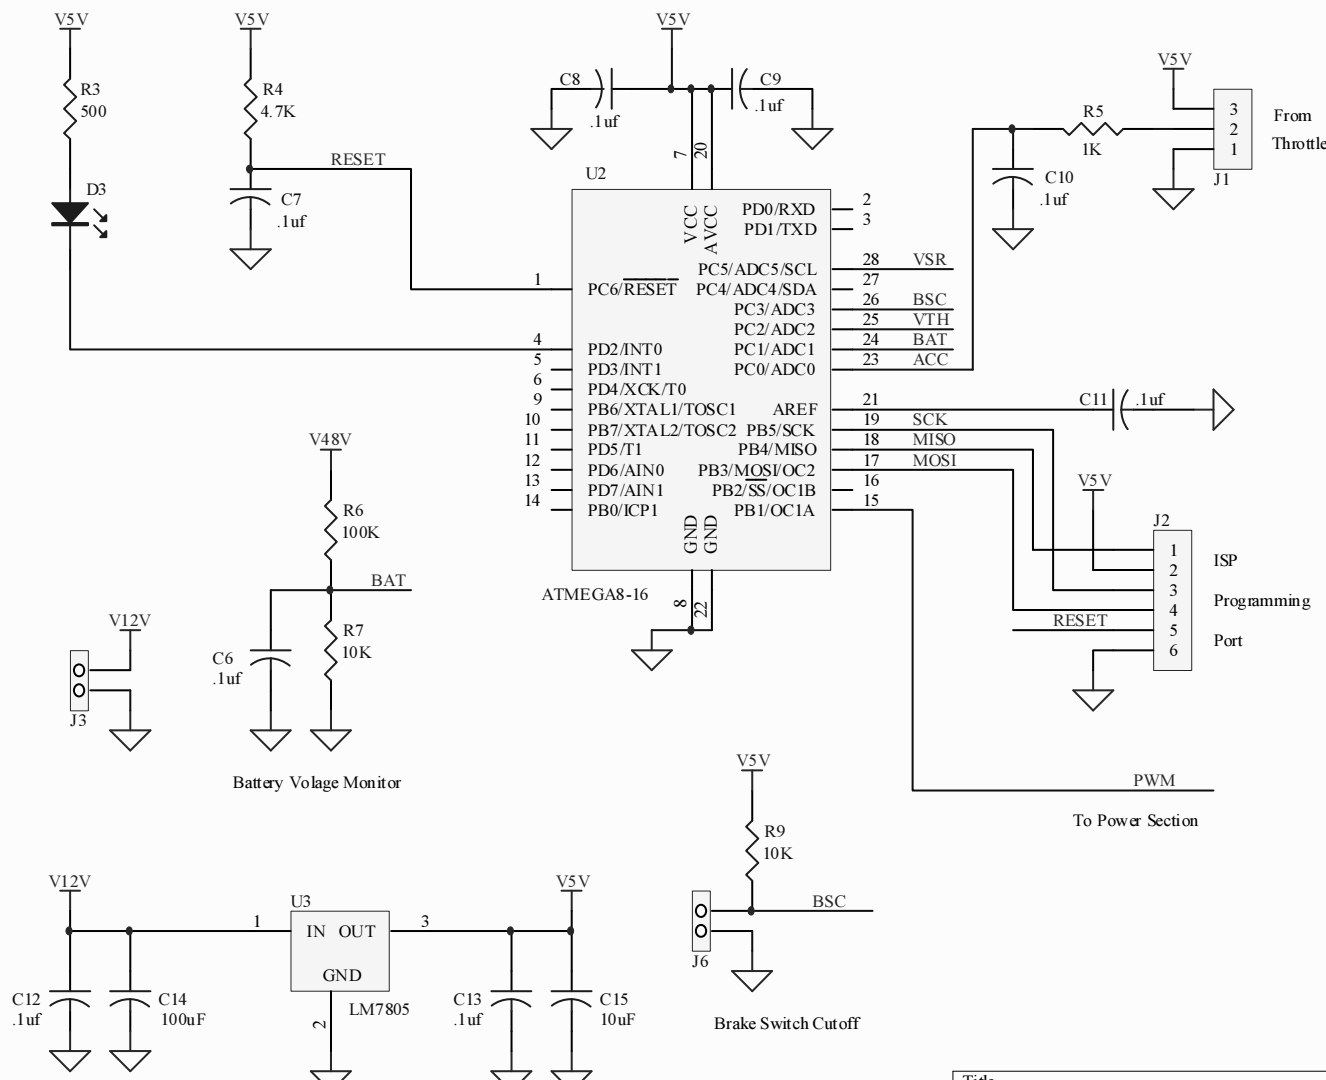 V5V
V5V
V5V
R3
500
R4
4.7K
C8
.1uf
C9
.1uf
V5V
R5
1K
3
2
1
J1
From
Throttle
D3
RESET
C7
.1uf
7
20
C10
.1uf
U2
VCC
AVCC
PD0/RXD
2
PD1/TXD
3
PC5/ADC5/SCL
28
VSR
1
PC6/RESET
PC4/ADC4/SDA
27
PC3/ADC3
26
BSC
PC2/ADC2
25
VTH
4
PD2/INT0
PC1/ADC1
24
BAT
5
PD3/INT1
PC0/ADC0
23
ACC
6
PD4/XCK/T0
9
PB6/XTAL1/TOSC1
AREF
21
C11
.1uf
10
PB7/XTAL2/TOSC2
PB5/SCK
19
SCK
11
PD5/T1
PB4/MISO
18
MISO
12
PD6/AIN0
PB3/MOSI/OC2
17
MOSI
13
PD7/AIN1
PB2/SS/OC1B
16
14
PB0/ICP1
PB1/OC1A
15
GND
GND
8
22
ATMEGA8-16
V48V
R6
100K
BAT
R7
10K
C6
.1uf
Battery Volage Monitor
V12V
J3
V5V
J2
1
2
3
4
5
6
RESET
ISP
Programming
Port
PWM
To Power Section
V5V
R9
10K
BSC
J6
Brake Switch Cutoff
V12V
1
U3
IN OUT
GND
3
V5V
LM7805
2
C12
.1uf
C14
100uF
C13
.1uf
C15
10uF
Title